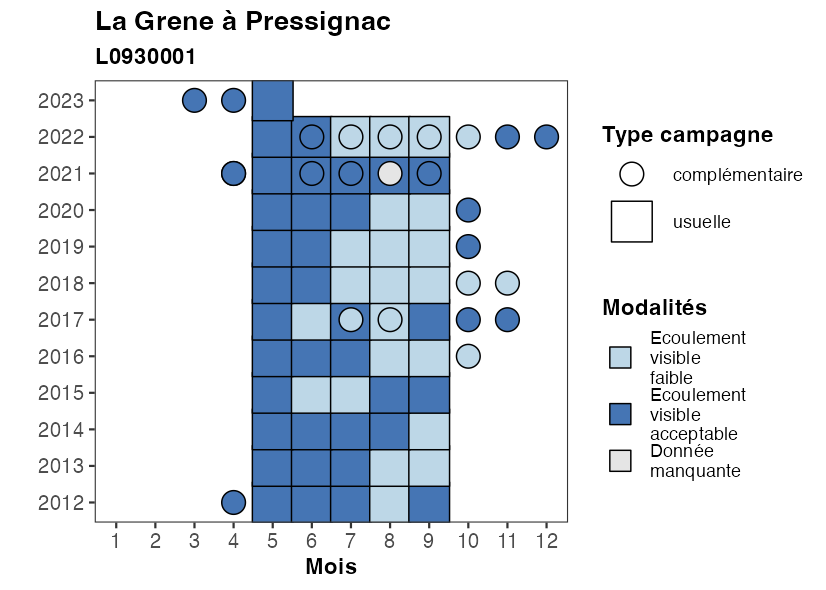 La Grene à Pressignac
L0930001
2023
2022
2021
2020
2019
2018
2017
2016
2015
2014
2013
2012
1 2 3 4 5 6 7 8 9 10 11 12
Mois
Type campagne
complémentaire
usuelle
Modalités
Ecoulement
visible
faible
Ecoulement
visible
acceptable
Donnée
manquante